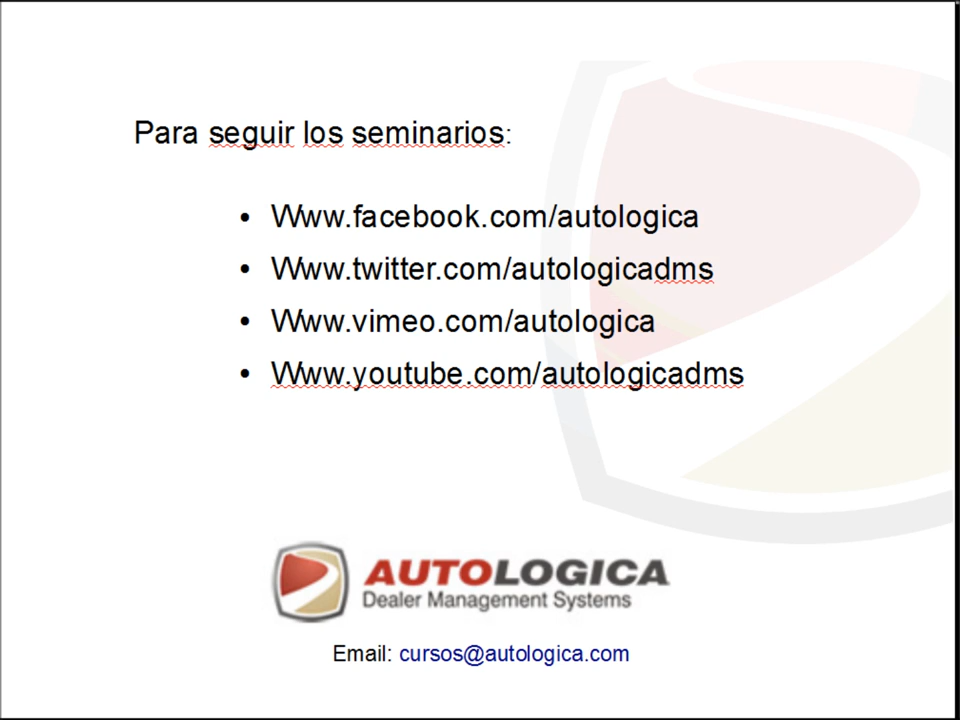 Para seguir los seminarios:
• Www.facebook.com/autologica
• Www.twitter.com/autologicadms
• Www.vimeo.com/autologica
• Www.youtube.com/autologicadms
AUTOLOGICA
Dealer Management Systems
Email: cursos@autologica.com